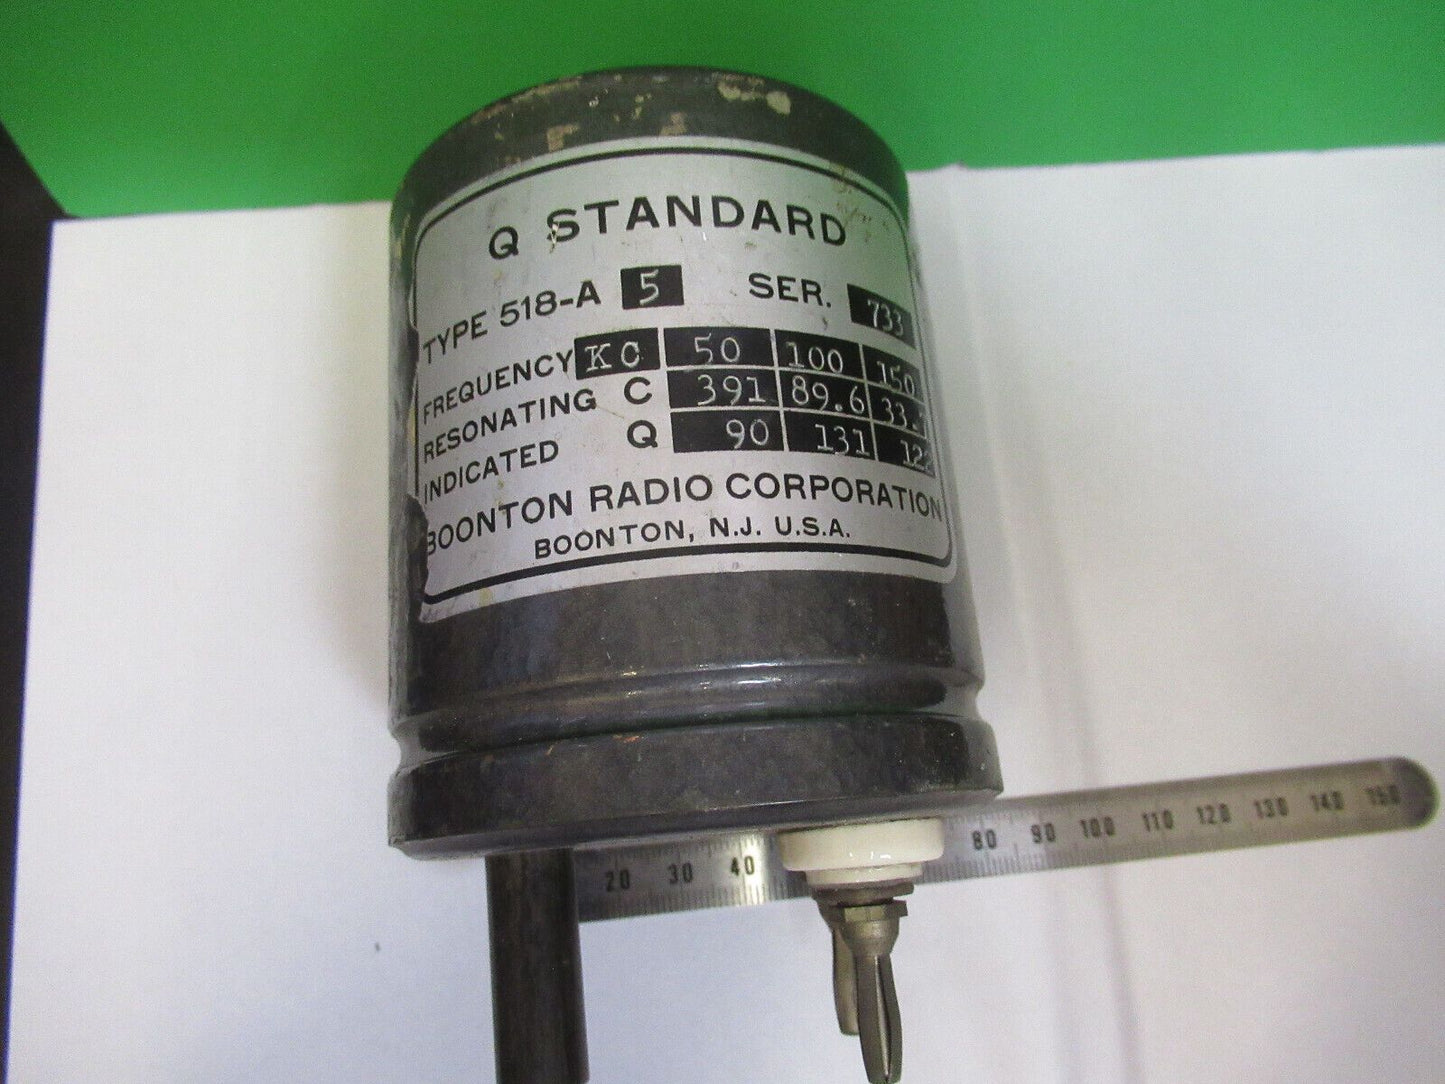 Q STANDARD
TYPE 518-A 5 SER. 733
FREQUENCY KC 50 100 150
RESONATING C 391 89.6
INDICATED Q 90 131
BOONTON RADIO CORPORATION
BOONTON, N.J. U.S.A.
20 30 40 80 90 100 110 120 130 140 150